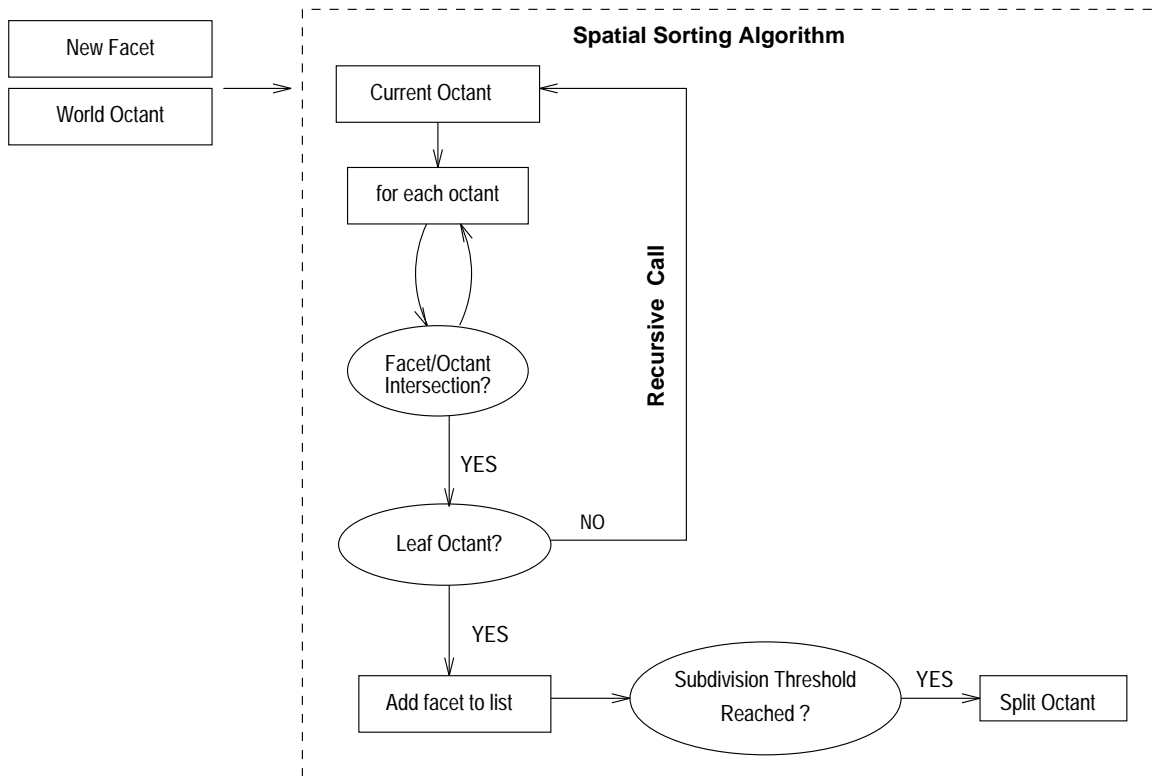 New Facet
World Octant
Spatial Sorting Algorithm
Current Octant
for each octant
Recursive Call
Facet/Octant
Intersection?
YES
Leaf Octant?
NO
YES
Add facet to list
Subdivision Threshold
Reached ?
YES
Split Octant